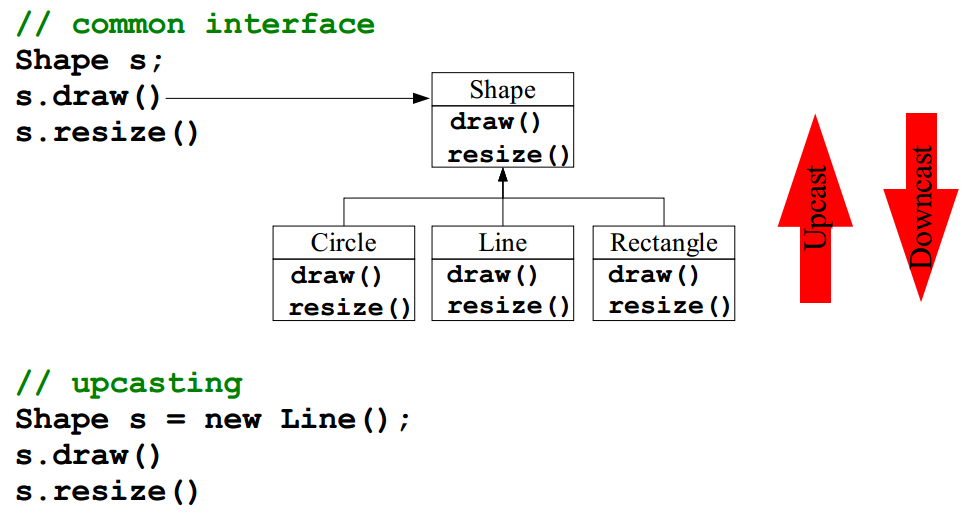 // common interface
Shape s;
s.draw()
s.resize()
Shape
draw()
resize()
Circle
draw()
resize()
Line
draw()
resize()
Rectangle
draw()
resize()
Upcast
Downcast
// upcasting
Shape s = new Line();
s.draw()
s.resize()